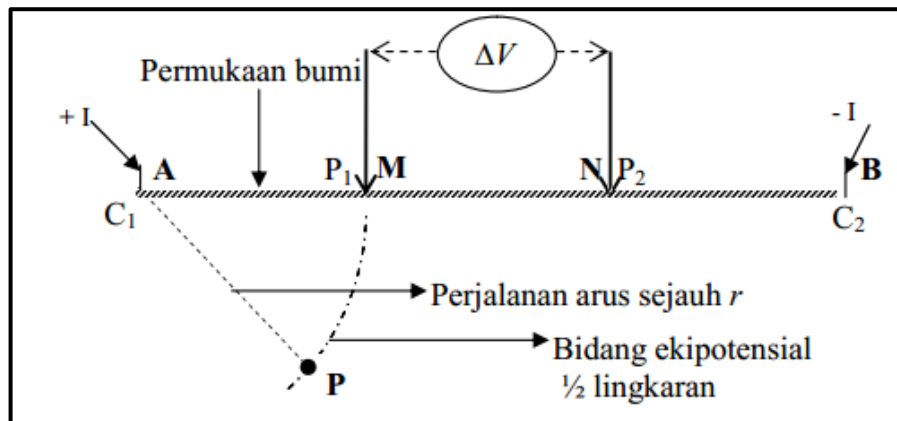 ΔV
Permukaan bumi
+ I
- I
A
P₁
M
N
P₂
B
C₁
C₂
Perjalanan arus sejauh r
Bidang ekipotensial
½ lingkaran
P